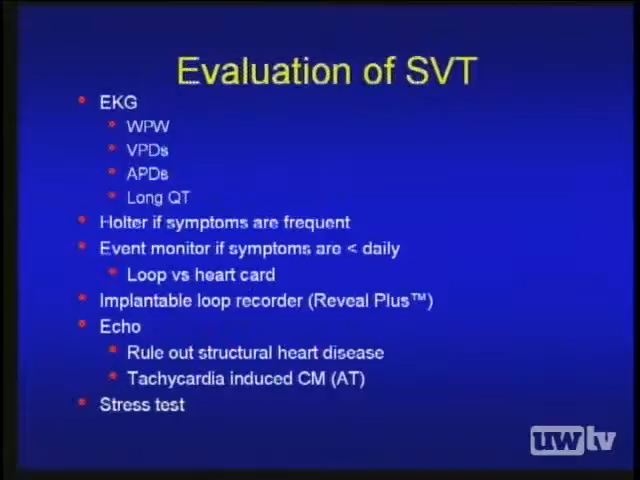 Evaluation of SVT
• EKG
• WPW
• VPDs
• APDs
• Long QT
• Holter if symptoms are frequent
• Event monitor if symptoms are < daily
• Loop vs heart card
• Implantable loop recorder (Reveal Plus™)
• Echo
• Rule out structural heart disease
• Tachycardia induced CM (AT)
• Stress test
uwtv